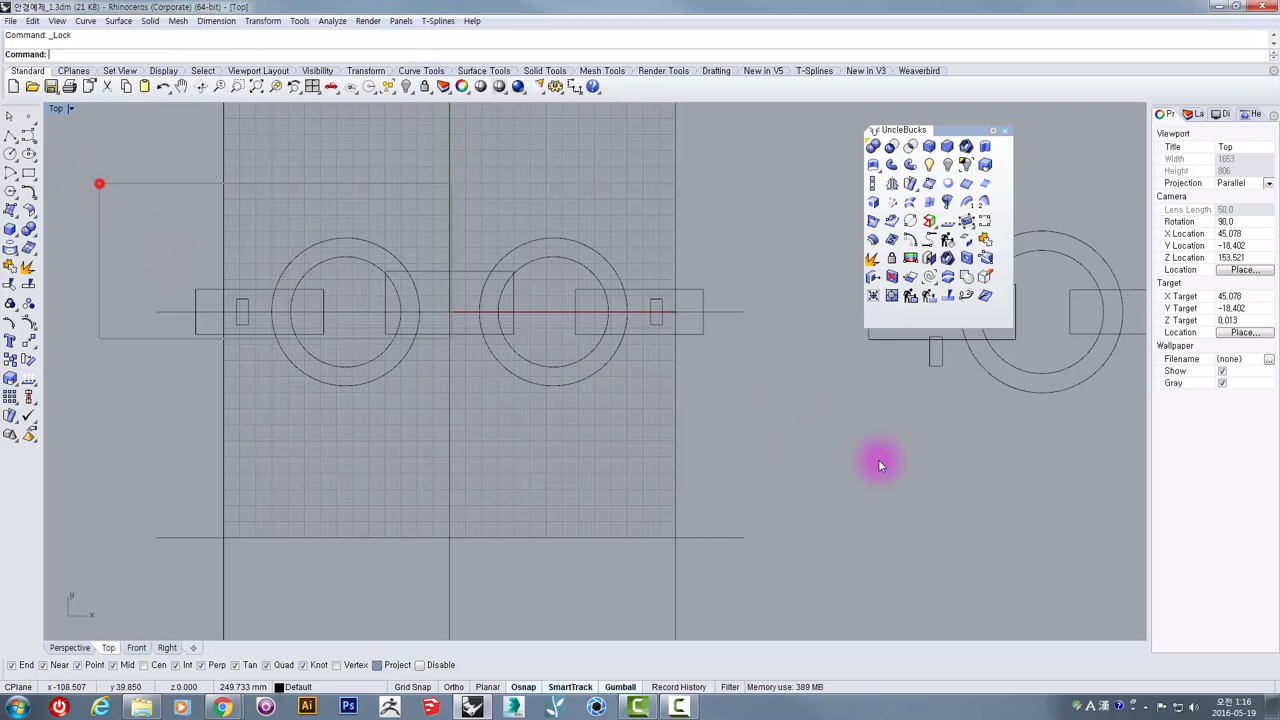 안경예제_1.3dm (21 KB) - Rhinoceros (Corporate) (64-bit) - [Top]
File Edit View Curve Surface Solid Mesh Dimension Transform Tools Analyze Render Panels T-Splines Help
Command: _Lock
Command:
Standard CPlanes Set View Display Select Viewport Layout Visibility Transform Curve Tools Surface Tools Solid Tools Mesh Tools Render Tools Drafting New in V5 T-Splines New in V3 Weaverbird
Top
UncleBucks
Pr La Di He
Viewport
Title Top
Width 1653
Height 806
Projection Parallel
Camera
Lens Length 50.0
Rotation 90.0
X Location 45,078
Y Location -18,402
Z Location 153,521
Location Place...
Target
X Target 45,078
Y Target -18,402
Z Target 0,013
Location Place...
Wallpaper
Filename (none) ...
Show
Gray
y
x
Perspective Top Front Right
End Near Point Mid Cen Int Perp Tan Quad Knot Vertex Project Disable
CPlane x -108.507 y 39.850 z 0.000 249.733 mm Default Grid Snap Ortho Planar Osnap SmartTrack Gumball Record History Filter Memory use: 389 MB
Ai Ps A 漢 오후 1:16
2016-05-19